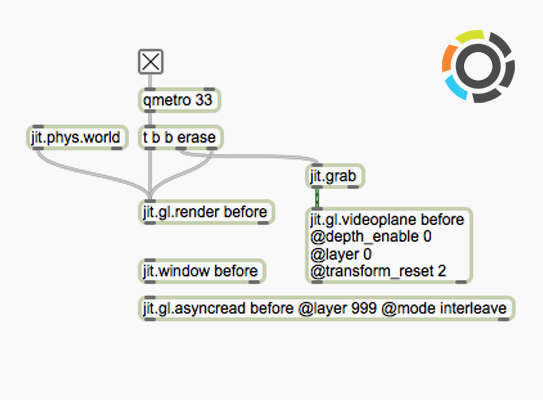 qmetro 33
jit.phys.world
t b b erase
jit.grab
jit.gl.render before
jit.gl.videoplane before
@depth_enable 0
@layer 0
@transform_reset 2
jit.window before
jit.gl.asyncread before @layer 999 @mode interleave